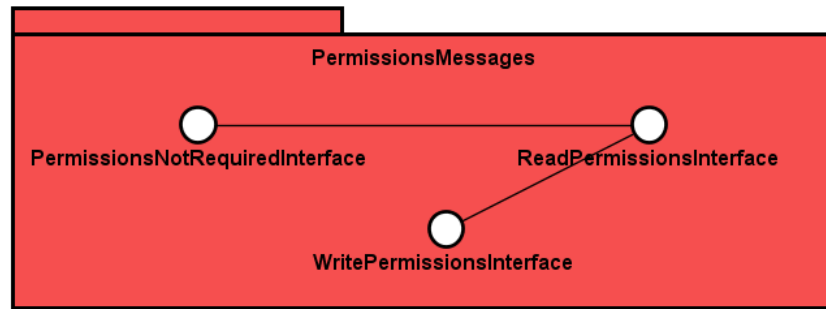 PermissionsMessages
PermissionsNotRequiredInterface
ReadPermissionsInterface
WritePermissionsInterface